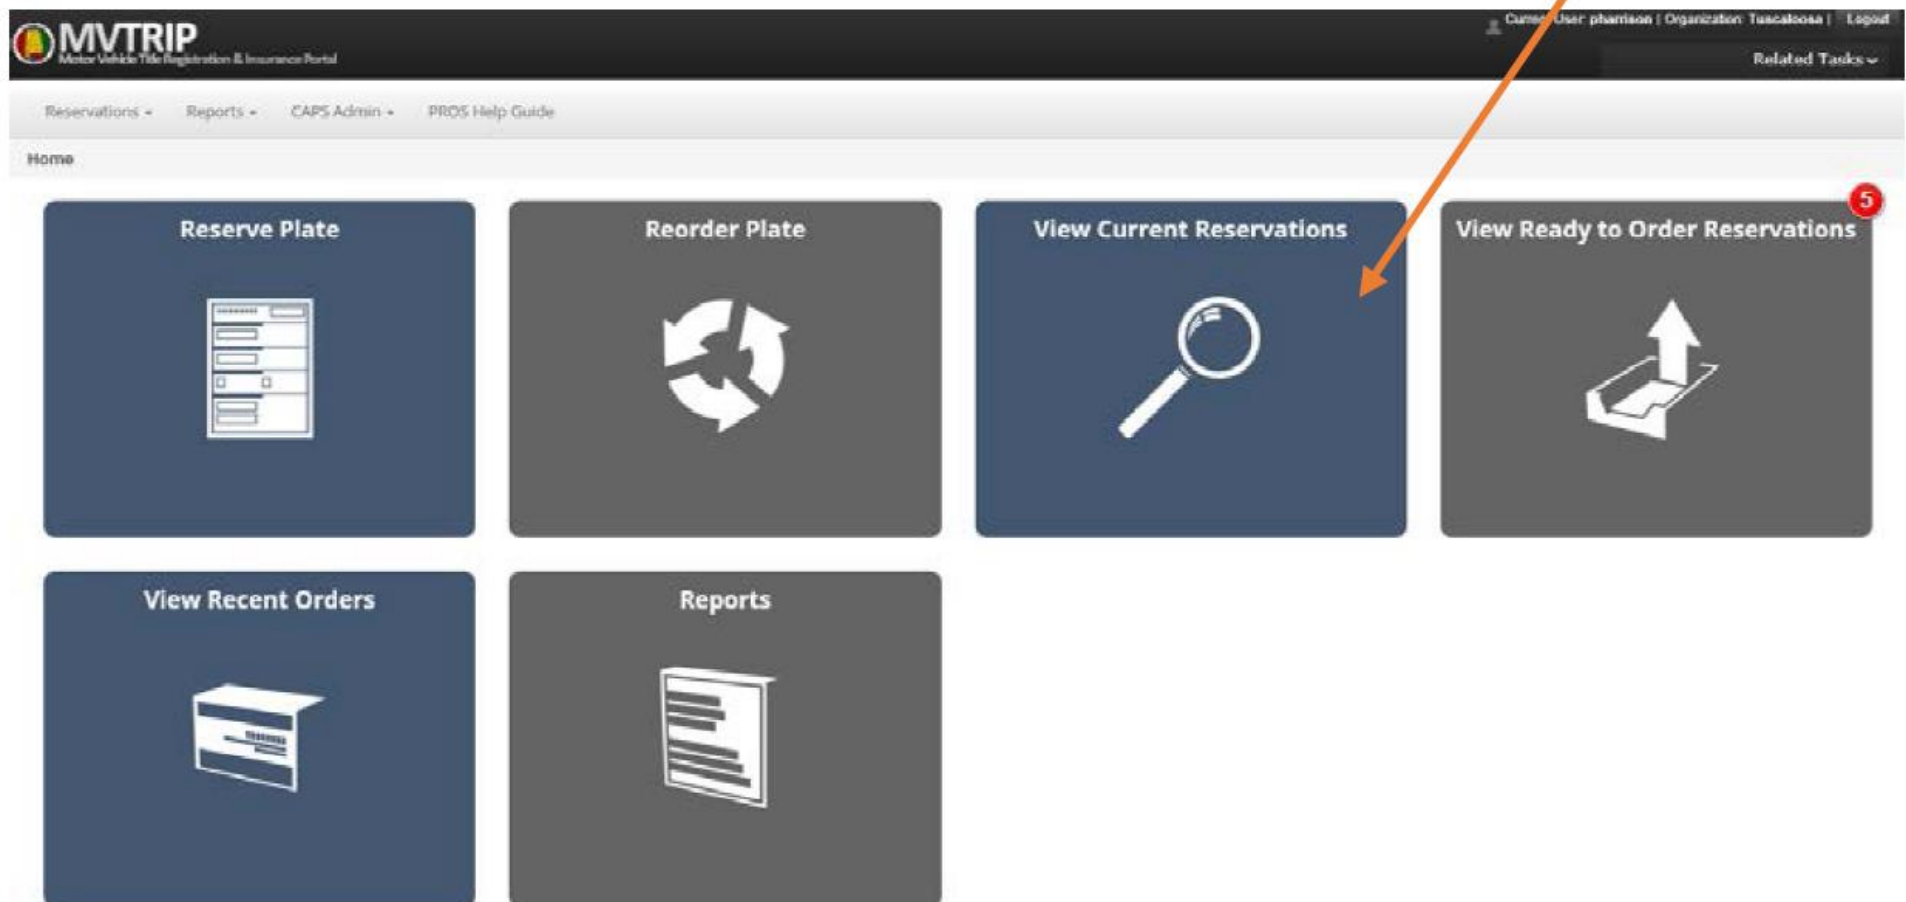 MVTRIP
Motor Vehicle Title Registration & Insurance Portal
Current User: pharrison | Organization: Tuscaloosa | Logout
Related Tasks
Reservations Reports CAPS Admin PROS Help Guide
Home
Reserve Plate
Reorder Plate
View Current Reservations
View Ready to Order Reservations
5
View Recent Orders
Reports